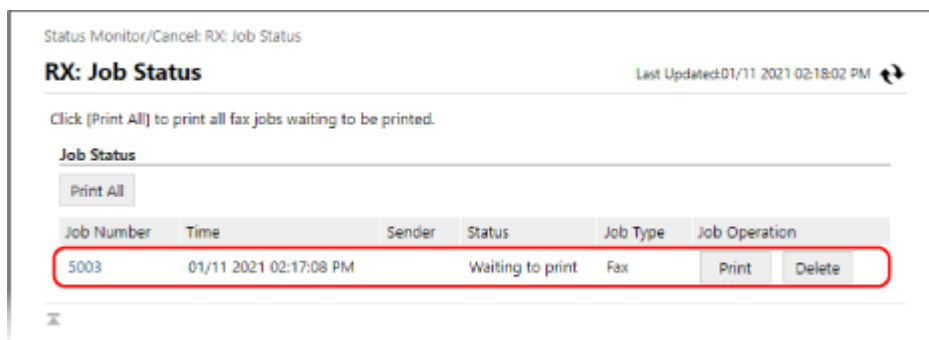 Status Monitor/Cancel: RX: Job Status
RX: Job Status
Last Updated:01/11 2021 02:18:02 PM
Click [Print All] to print all fax jobs waiting to be printed.
Job Status
Print All
Job Number Time Sender Status Job Type Job Operation
5003 01/11 2021 02:17:08 PM Waiting to print Fax Print Delete